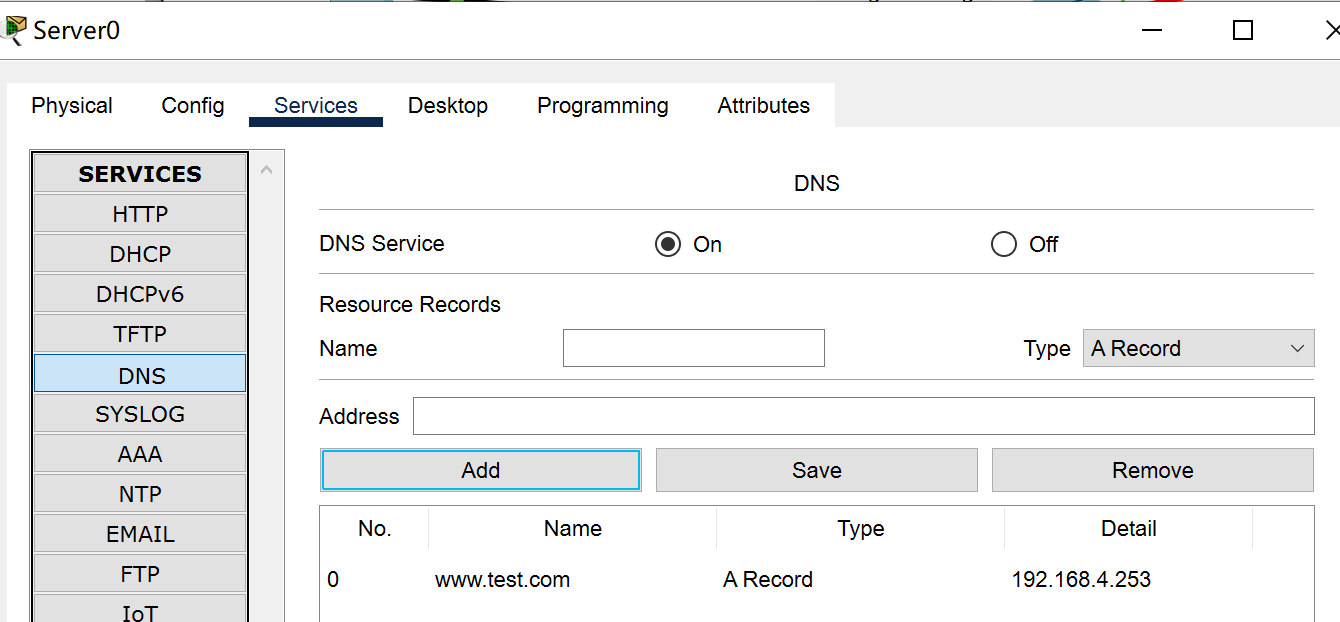 Server0
Physical Config Services Desktop Programming Attributes
SERVICES
HTTP
DHCP
DHCPv6
TFTP
DNS
SYSLOG
AAA
NTP
EMAIL
FTP
IoT
DNS
DNS Service On Off
Resource Records
Name Type A Record
Address
Add Save Remove
No. Name Type Detail
0 www.test.com A Record 192.168.4.253